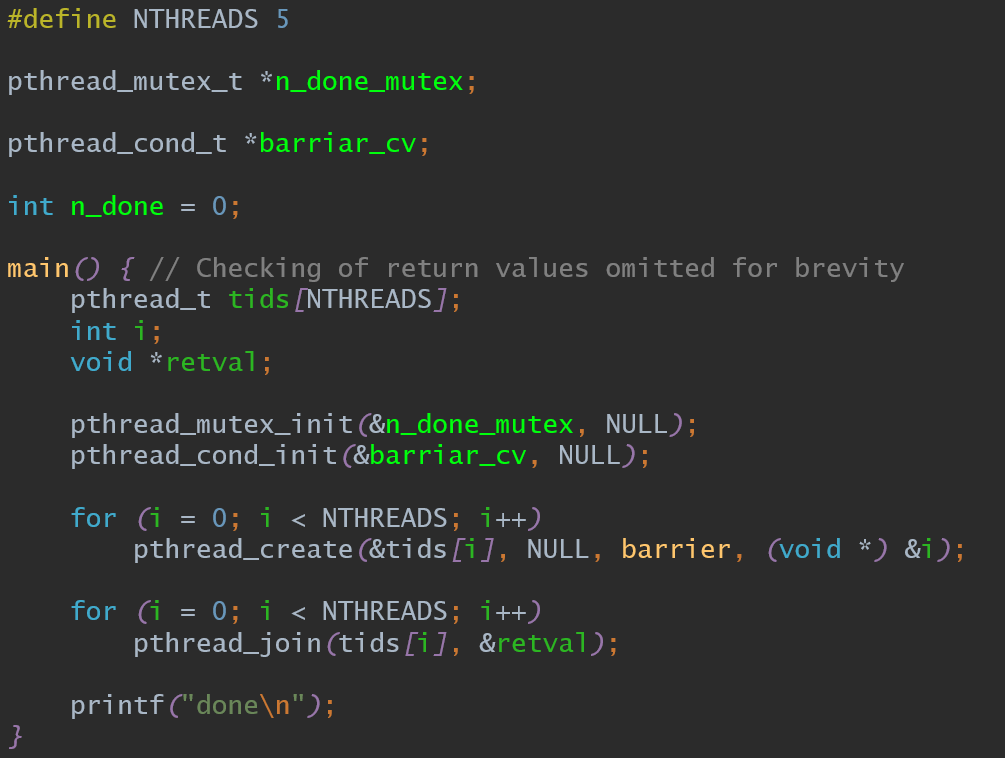 #define NTHREADS 5
pthread_mutex_t *n_done_mutex;
pthread_cond_t *barriar_cv;
int n_done = 0;
main() { // Checking of return values omitted for brevity
    pthread_t tids[NTHREADS];
    int i;
    void *retval;
    pthread_mutex_init(&n_done_mutex, NULL);
    pthread_cond_init(&barriar_cv, NULL);
    for (i = 0; i < NTHREADS; i++)
        pthread_create(&tids[i], NULL, barrier, (void *) &i);
    for (i = 0; i < NTHREADS; i++)
        pthread_join(tids[i], &retval);
    printf("done\n");
}